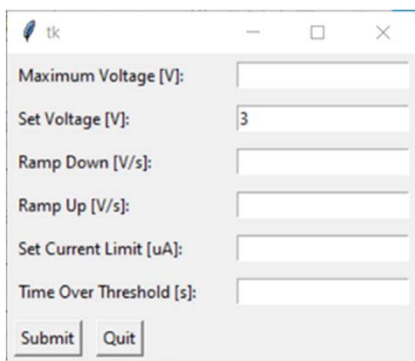 tk
Maximum Voltage [V]:
Set Voltage [V]: 3
Ramp Down [V/s]:
Ramp Up [V/s]:
Set Current Limit [uA]:
Time Over Threshold [s]:
Submit Quit